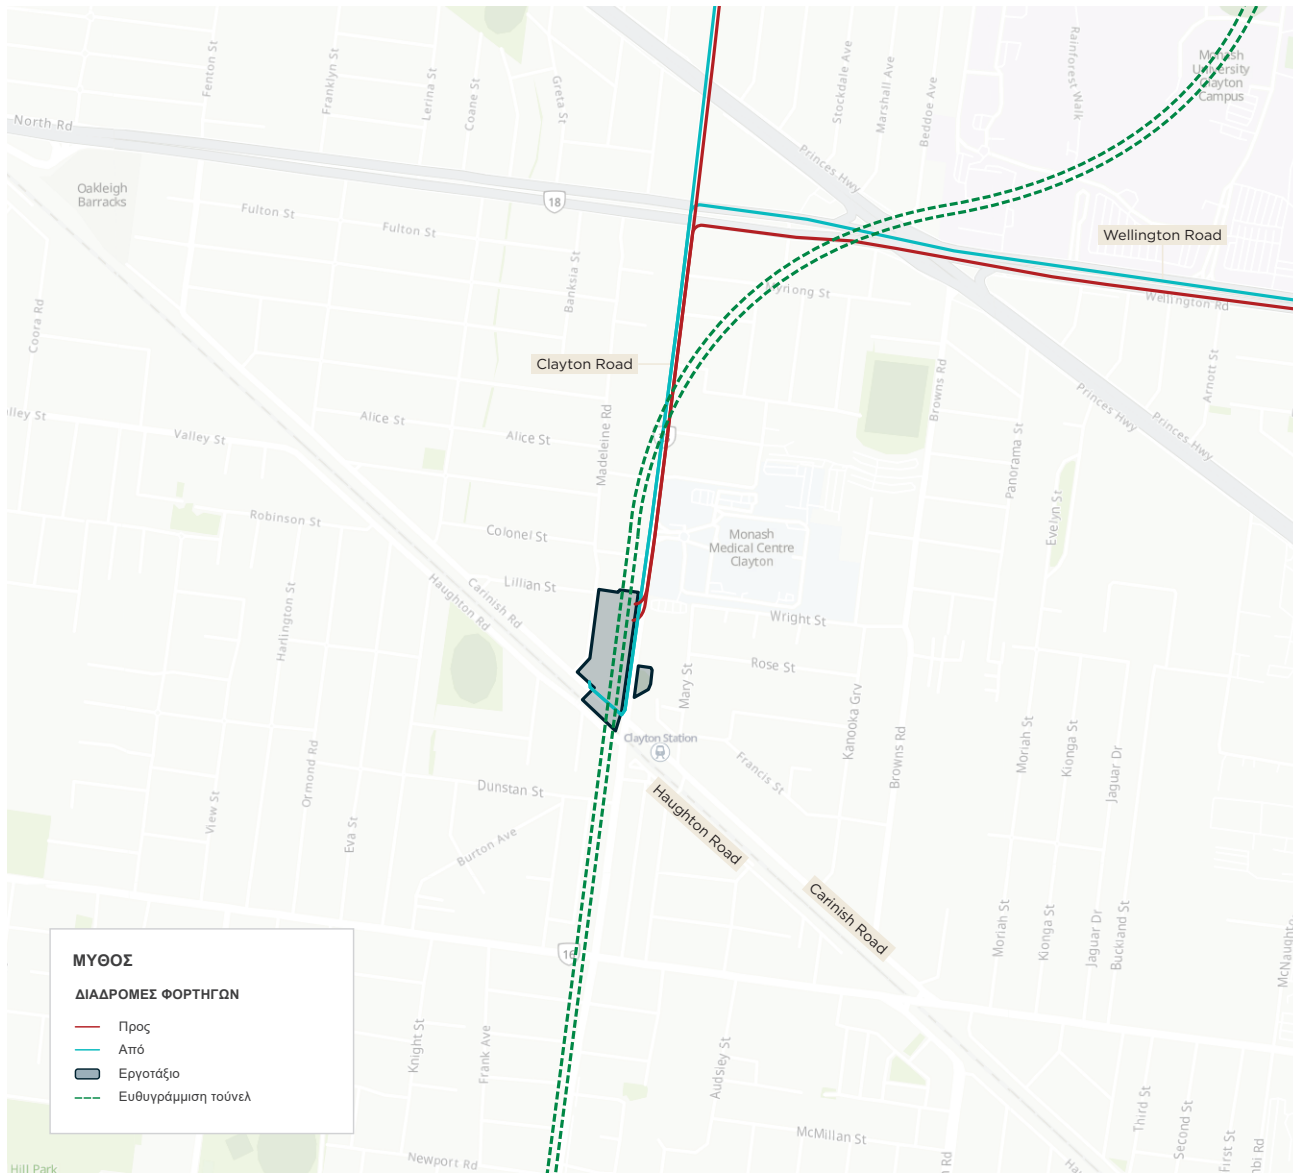 Fenton St
Franklyn St
Lerina St
Coane St
Greta St
Stockdale Ave
Marshall Ave
Beddoe Ave
Rainforest Walk
Monash
University
Clayton
Campus
North Rd
Princes Hwy
Oakleigh
Barracks
18
Fulton St
Fulton St
Wellington Road
Banksia St
Wellington Rd
Coora Rd
Clayton Road
Browns Rd
Arnott St
Princes Hwy
Princes Hwy
Alice St
Alice St
Madeleine Rd
Valley St
Panorama St
Robinson St
Colonel St
Evelyn St
Monash
Medical Centre
Clayton
Lillian St
Carinish Rd
Haughton Rd
Harlington St
Wright St
Rose St
Mary St
Kanooka Grv
Browns Rd
Moriah St
Kionga St
Jaguar Dr
Clayton Station
Francis St
Ormond Rd
View St
Eva St
Dunstan St
Burton Ave
Haughton Road
Carinish Road
Moriah St
Kionga St
Jaguar Dr
Buckland St
16
ΜΥΘΟΣ
ΔΙΑΔΡΟΜΕΣ ΦΟΡΤΗΓΩΝ
Προς
Από
Εργοτάξιο
Ευθυγράμμιση τούνελ
Knight St
Frank Ave
Audsley St
Third St
Second St
First St
McMillan St
Newport Rd
Hill Park